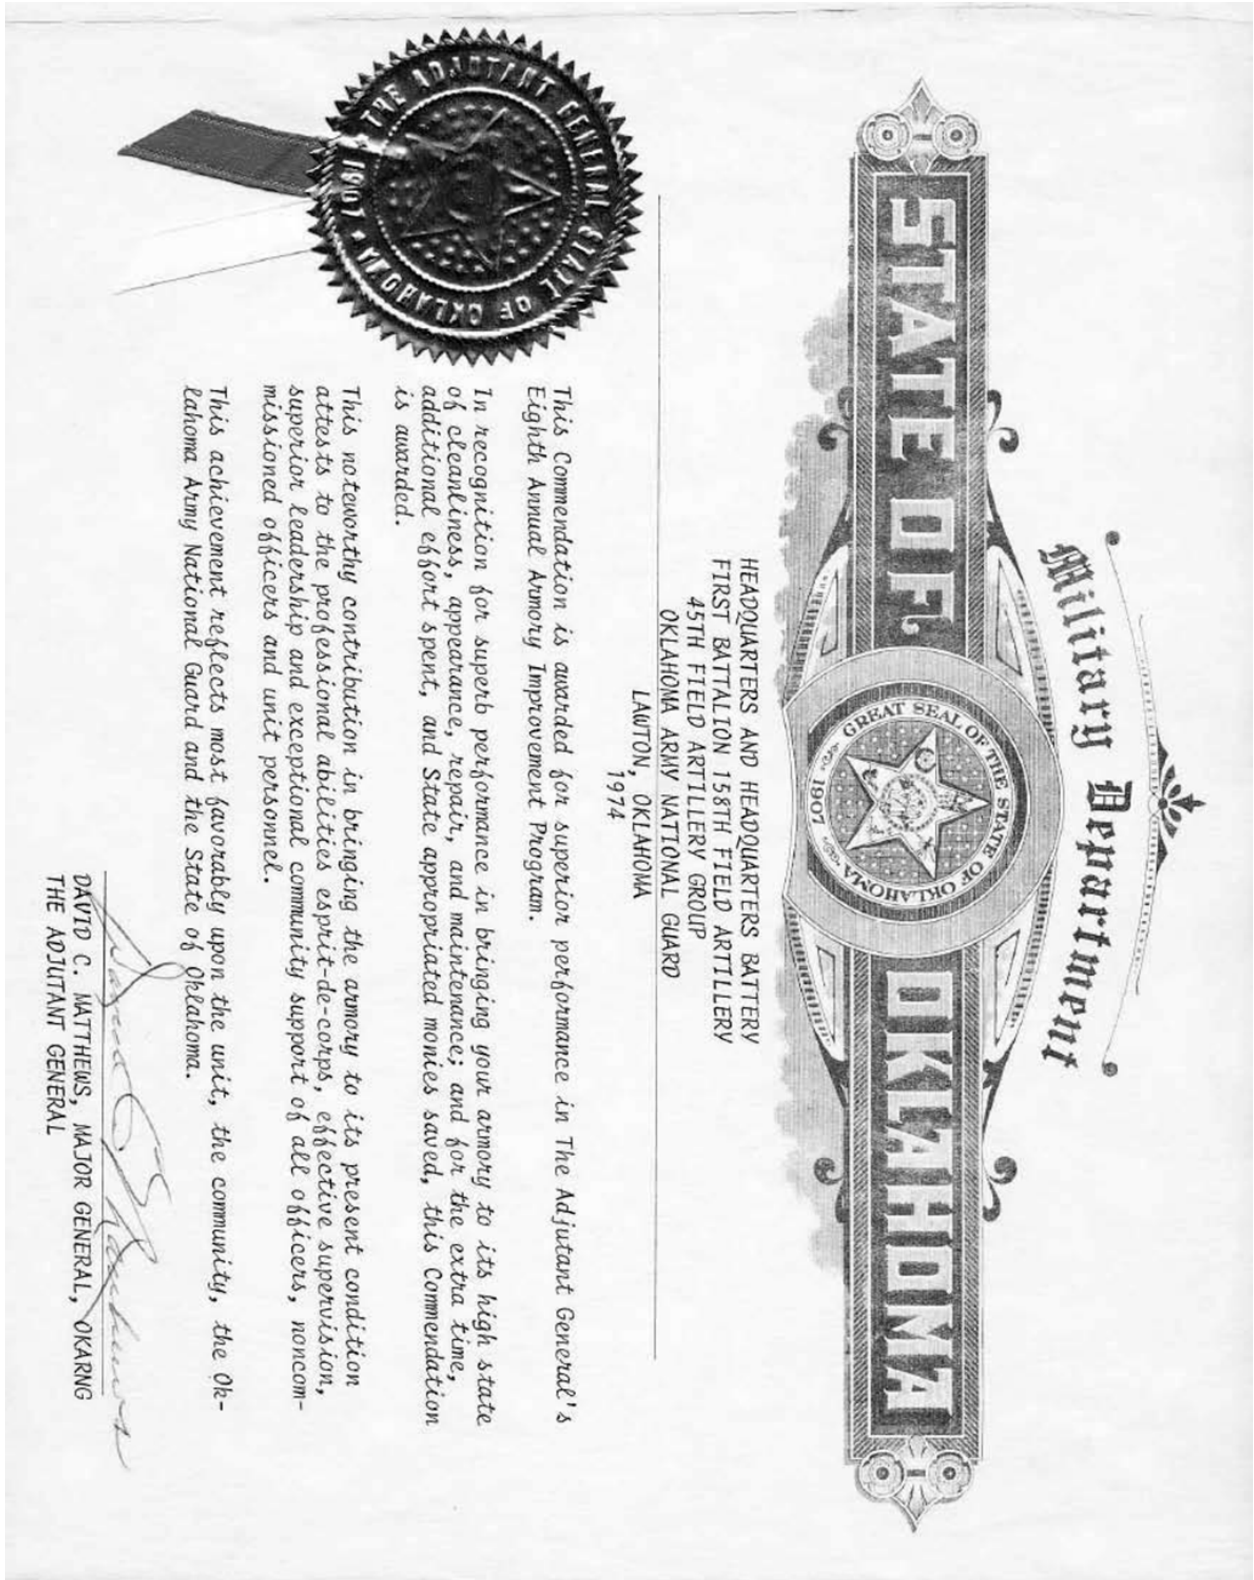 Military Department
STATE OF OKLAHOMA
GREAT SEAL OF THE STATE OF OKLAHOMA
1907
HEADQUARTERS AND HEADQUARTERS BATTERY
FIRST BATTALION 158TH FIELD ARTILLERY
45TH FIELD ARTILLERY GROUP
OKLAHOMA ARMY NATIONAL GUARD
LAWTON, OKLAHOMA
1974
This Commendation is awarded for superior performance in The Adjutant General's
Eighth Annual Armory Improvement Program.
In recognition for superb performance in bringing your armory to its high state
of cleanliness, appearance, repair, and maintenance; and for the extra time,
additional effort spent, and State appropriated monies saved, this Commendation
is awarded.
This noteworthy contribution in bringing the armory to its present condition
attests to the professional abilities esprit-de-corps, effective supervision,
superior leadership and exceptional community support of all officers, noncom-
missioned officers and unit personnel.
This achievement reflects most favorably upon the unit, the community, the Ok-
lahoma Army National Guard and the State of Oklahoma.
THE ADJUTANT GENERAL STATE OF OKLAHOMA
1907
David C Matthews
DAVID C. MATTHEWS, MAJOR GENERAL, OKARNG
THE ADJUTANT GENERAL